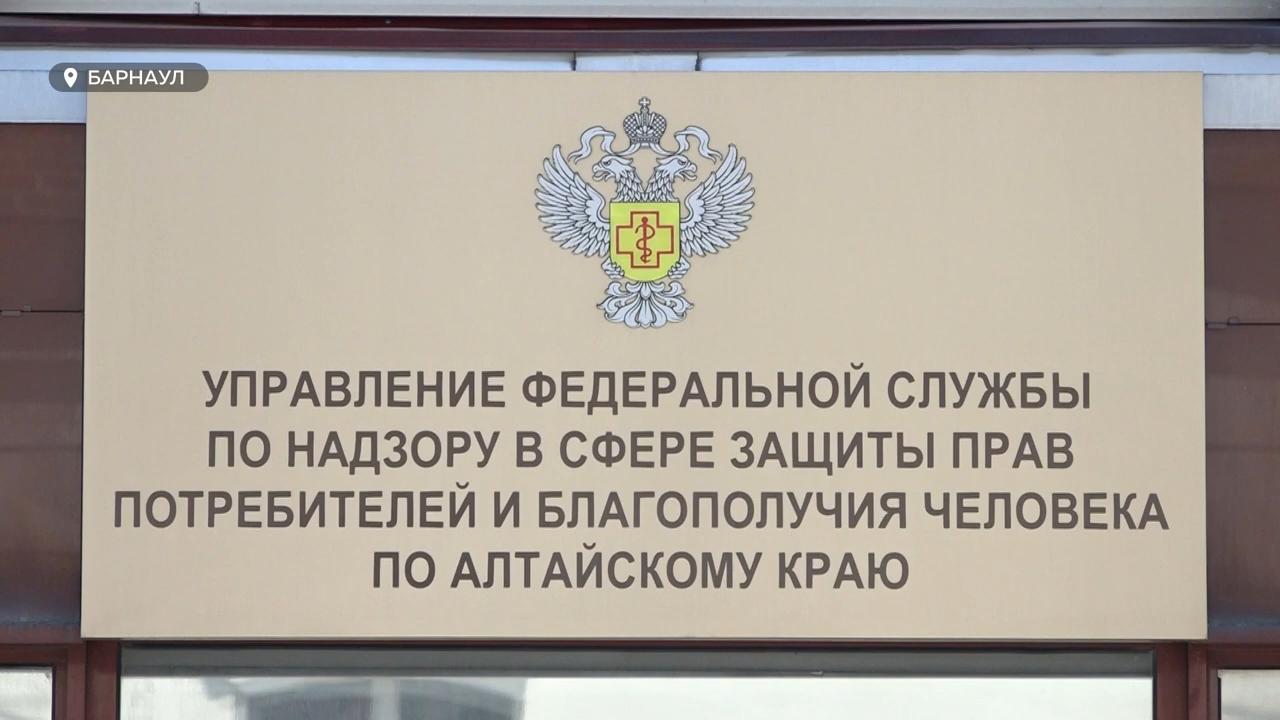 БАРНАУЛ
УПРАВЛЕНИЕ ФЕДЕРАЛЬНОЙ СЛУЖБЫ
ПО НАДЗОРУ В СФЕРЕ ЗАЩИТЫ ПРАВ
ПОТРЕБИТЕЛЕЙ И БЛАГОПОЛУЧИЯ ЧЕЛОВЕКА
ПО АЛТАЙСКОМУ КРАЮ